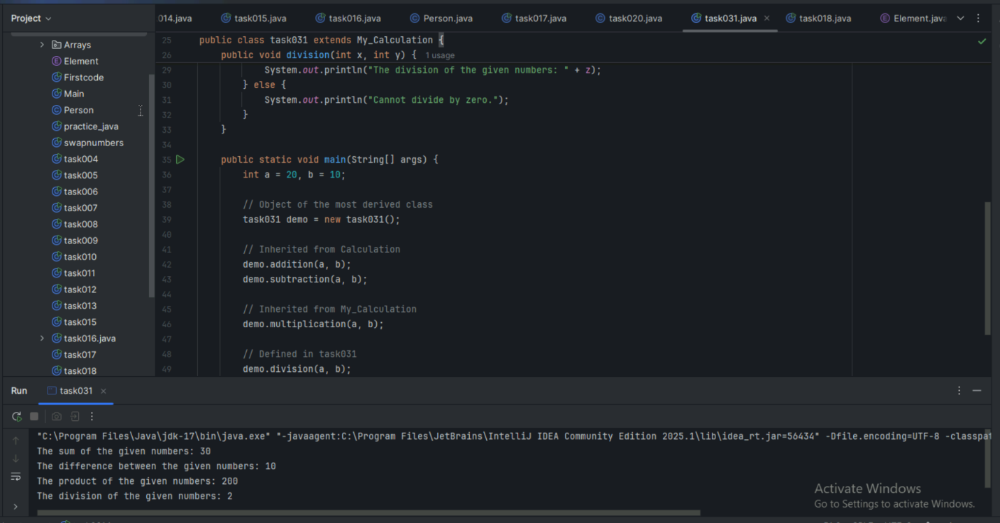 Project
014.java task015.java task016.java Person.java task017.java task020.java task031.java task018.java Element.java
Arrays
Element
Firstcode
Main
Person
practice_java
swapnumbers
task004
task005
task006
task007
task008
task009
task010
task011
task012
task013
task015
task016.java
task017
task018
25 public class task031 extends My_Calculation {
26 public void division(int x, int y) { 1 usage
29 System.out.println("The division of the given numbers: " + z);
30 } else {
31 System.out.println("Cannot divide by zero.");
32 }
33 }
34
35 public static void main(String[] args) {
36 int a = 20, b = 10;
37
38 // Object of the most derived class
39 task031 demo = new task031();
40
41 // Inherited from Calculation
42 demo.addition(a, b);
43 demo.subtraction(a, b);
44
45 // Inherited from My_Calculation
46 demo.multiplication(a, b);
47
48 // Defined in task031
49 demo.division(a, b);
Run task031
"C:\Program Files\Java\jdk-17\bin\java.exe" "-javaagent:C:\Program Files\JetBrains\IntelliJ IDEA Community Edition 2025.1\lib\idea_rt.jar=56434" -Dfile.encoding=UTF-8 -classpat
The sum of the given numbers: 30
The difference between the given numbers: 10
The product of the given numbers: 200
The division of the given numbers: 2
Activate Windows
Go to Settings to activate Windows.